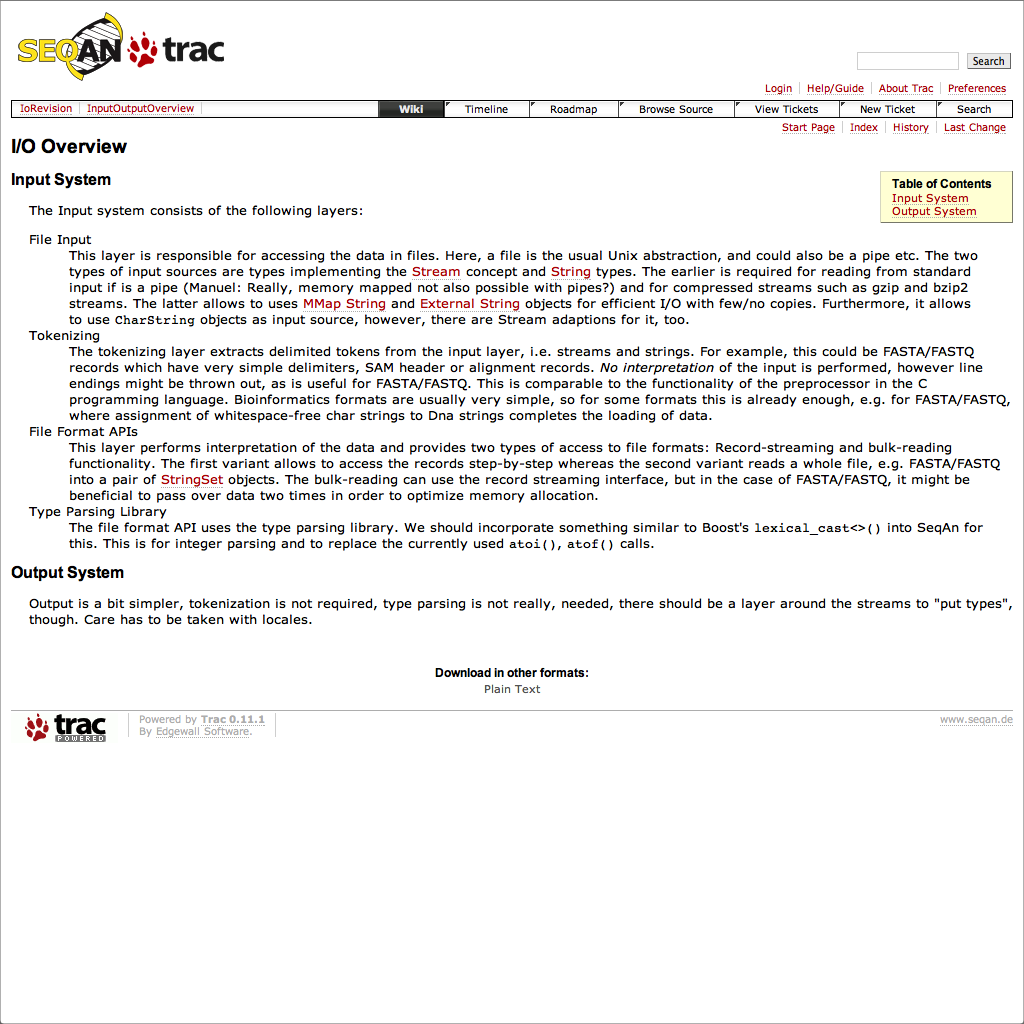 SEQAN trac
Search
Login Help/Guide About Trac Preferences
IoRevision InputOutputOverview Wiki Timeline Roadmap Browse Source View Tickets New Ticket Search
Start Page Index History Last Change
I/O Overview
Input System
Table of Contents
Input System
Output System
The Input system consists of the following layers:
File Input
This layer is responsible for accessing the data in files. Here, a file is the usual Unix abstraction, and could also be a pipe etc. The two
types of input sources are types implementing the Stream concept and String types. The earlier is required for reading from standard
input if is a pipe (Manuel: Really, memory mapped not also possible with pipes?) and for compressed streams such as gzip and bzip2
streams. The latter allows to uses MMap String and External String objects for efficient I/O with few/no copies. Furthermore, it allows
to use CharString objects as input source, however, there are Stream adaptions for it, too.
Tokenizing
The tokenizing layer extracts delimited tokens from the input layer, i.e. streams and strings. For example, this could be FASTA/FASTQ
records which have very simple delimiters, SAM header or alignment records. No interpretation of the input is performed, however line
endings might be thrown out, as is useful for FASTA/FASTQ. This is comparable to the functionality of the preprocessor in the C
programming language. Bioinformatics formats are usually very simple, so for some formats this is already enough, e.g. for FASTA/FASTQ,
where assignment of whitespace-free char strings to Dna strings completes the loading of data.
File Format APIs
This layer performs interpretation of the data and provides two types of access to file formats: Record-streaming and bulk-reading
functionality. The first variant allows to access the records step-by-step whereas the second variant reads a whole file, e.g. FASTA/FASTQ
into a pair of StringSet objects. The bulk-reading can use the record streaming interface, but in the case of FASTA/FASTQ, it might be
beneficial to pass over data two times in order to optimize memory allocation.
Type Parsing Library
The file format API uses the type parsing library. We should incorporate something similar to Boost's lexical_cast<>() into SeqAn for
this. This is for integer parsing and to replace the currently used atoi(), atof() calls.
Output System
Output is a bit simpler, tokenization is not required, type parsing is not really, needed, there should be a layer around the streams to "put types",
though. Care has to be taken with locales.
Download in other formats:
Plain Text
trac POWERED
Powered by Trac 0.11.1
By Edgewall Software.
www.seqan.de